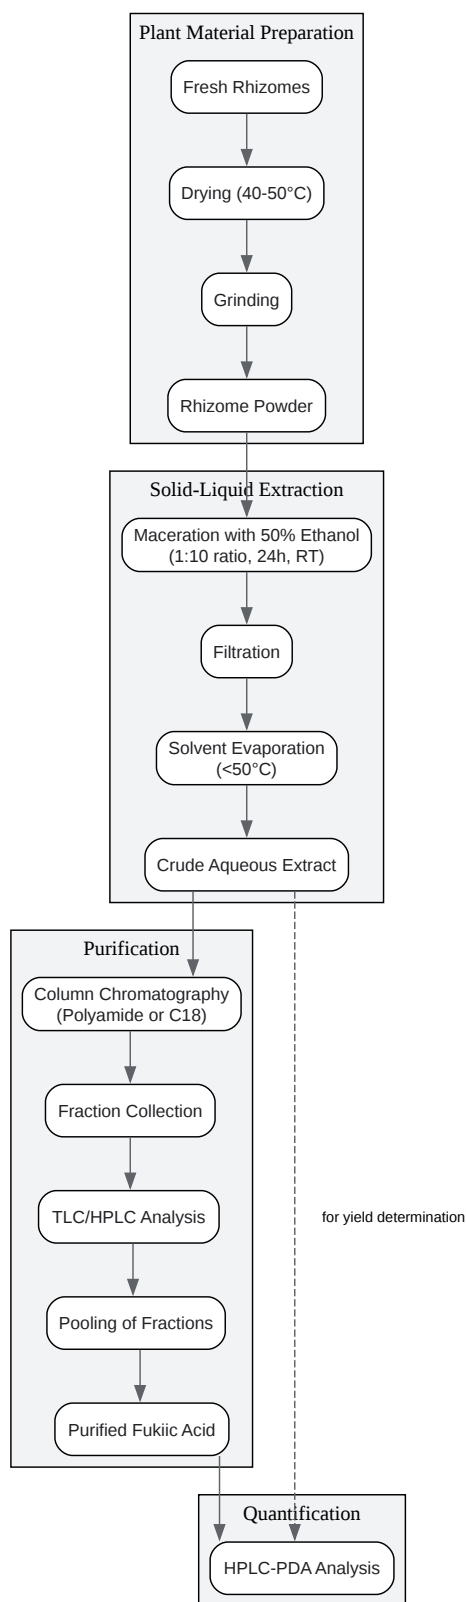 Plant Material Preparation
Fresh Rhizomes
Drying (40-50°C)
Grinding
Rhizome Powder
Solid-Liquid Extraction
Maceration with 50% Ethanol
(1:10 ratio, 24h, RT)
Filtration
Solvent Evaporation
(<50°C)
Crude Aqueous Extract
Purification
Column Chromatography
(Polyamide or C18)
Fraction Collection
TLC/HPLC Analysis
for yield determination
Pooling of Fractions
Purified Fukiic Acid
Quantification
HPLC-PDA Analysis